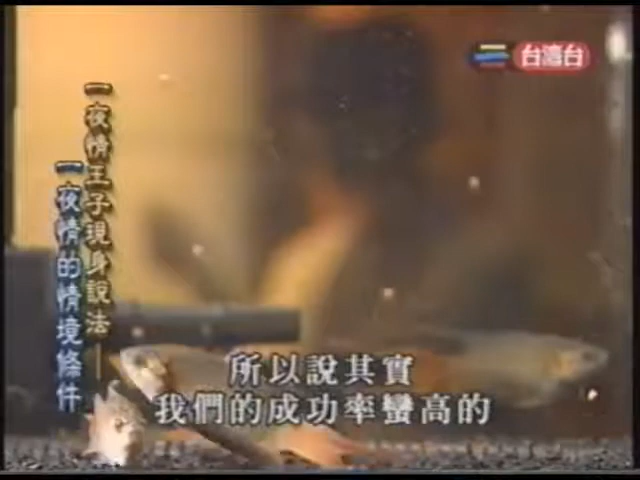 台灣台
一夜情王子現身說法—
一夜情的情境條件
所以說其實
我們的成功率蠻高的